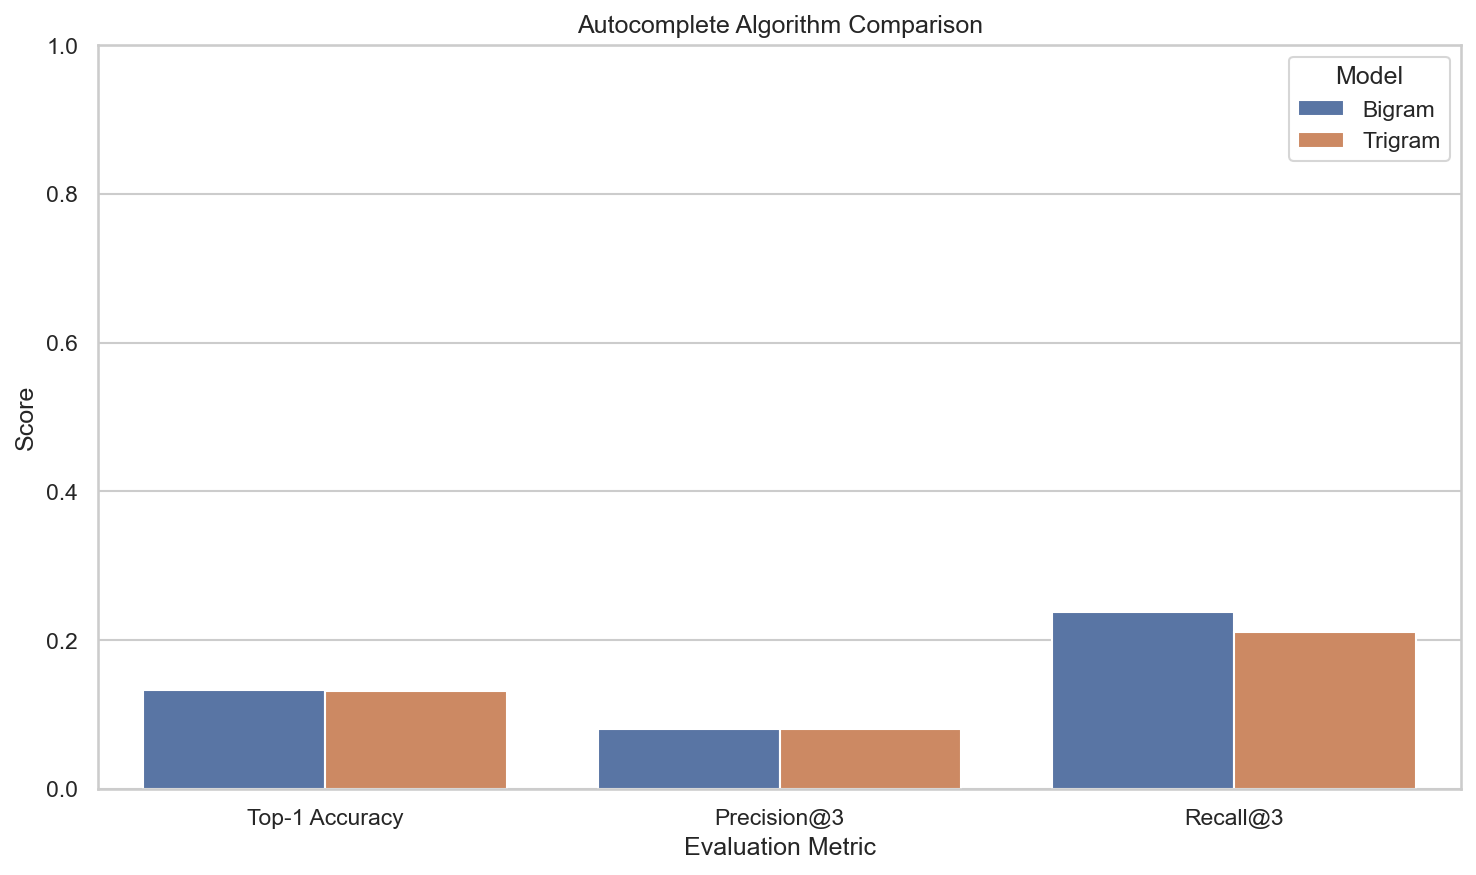 Autocomplete Algorithm Comparison
1.0
0.8
0.6
0.4
0.2
0.0
Score
Model
Bigram
Trigram
Top-1 Accuracy
Precision@3
Recall@3
Evaluation Metric